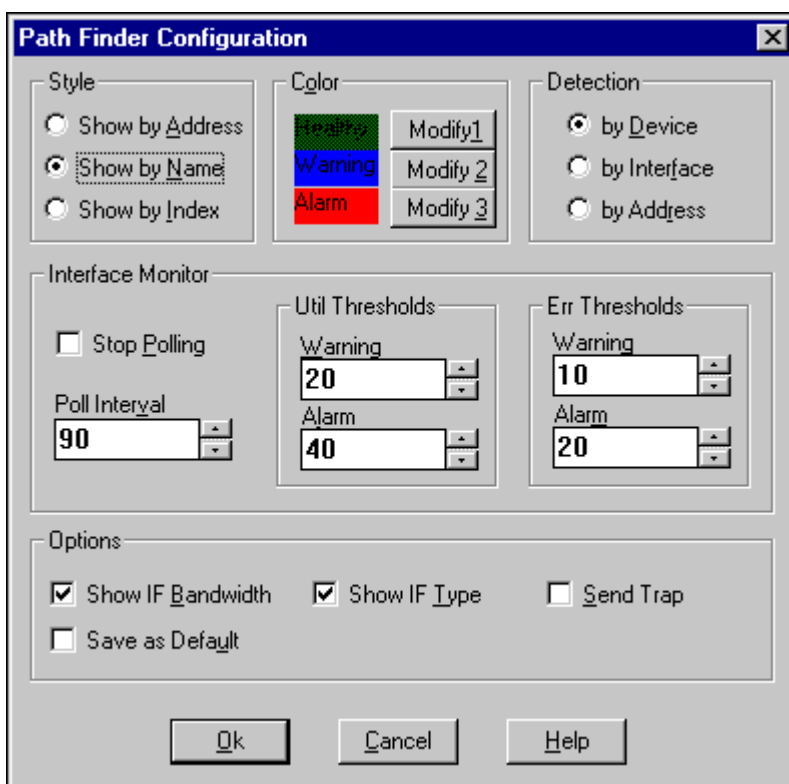 Path Finder Configuration
Style
Show by Address
Show by Name
Show by Index
Color
Healthy
Modify1
Warning
Modify 2
Alarm
Modify 3
Detection
by Device
by Interface
by Address
Interface Monitor
Stop Polling
Poll Interval
90
Util Thresholds
Warning
20
Alarm
40
Err Thresholds
Warning
10
Alarm
20
Options
Show IF Bandwidth
Show IF Type
Send Trap
Save as Default
Ok
Cancel
Help